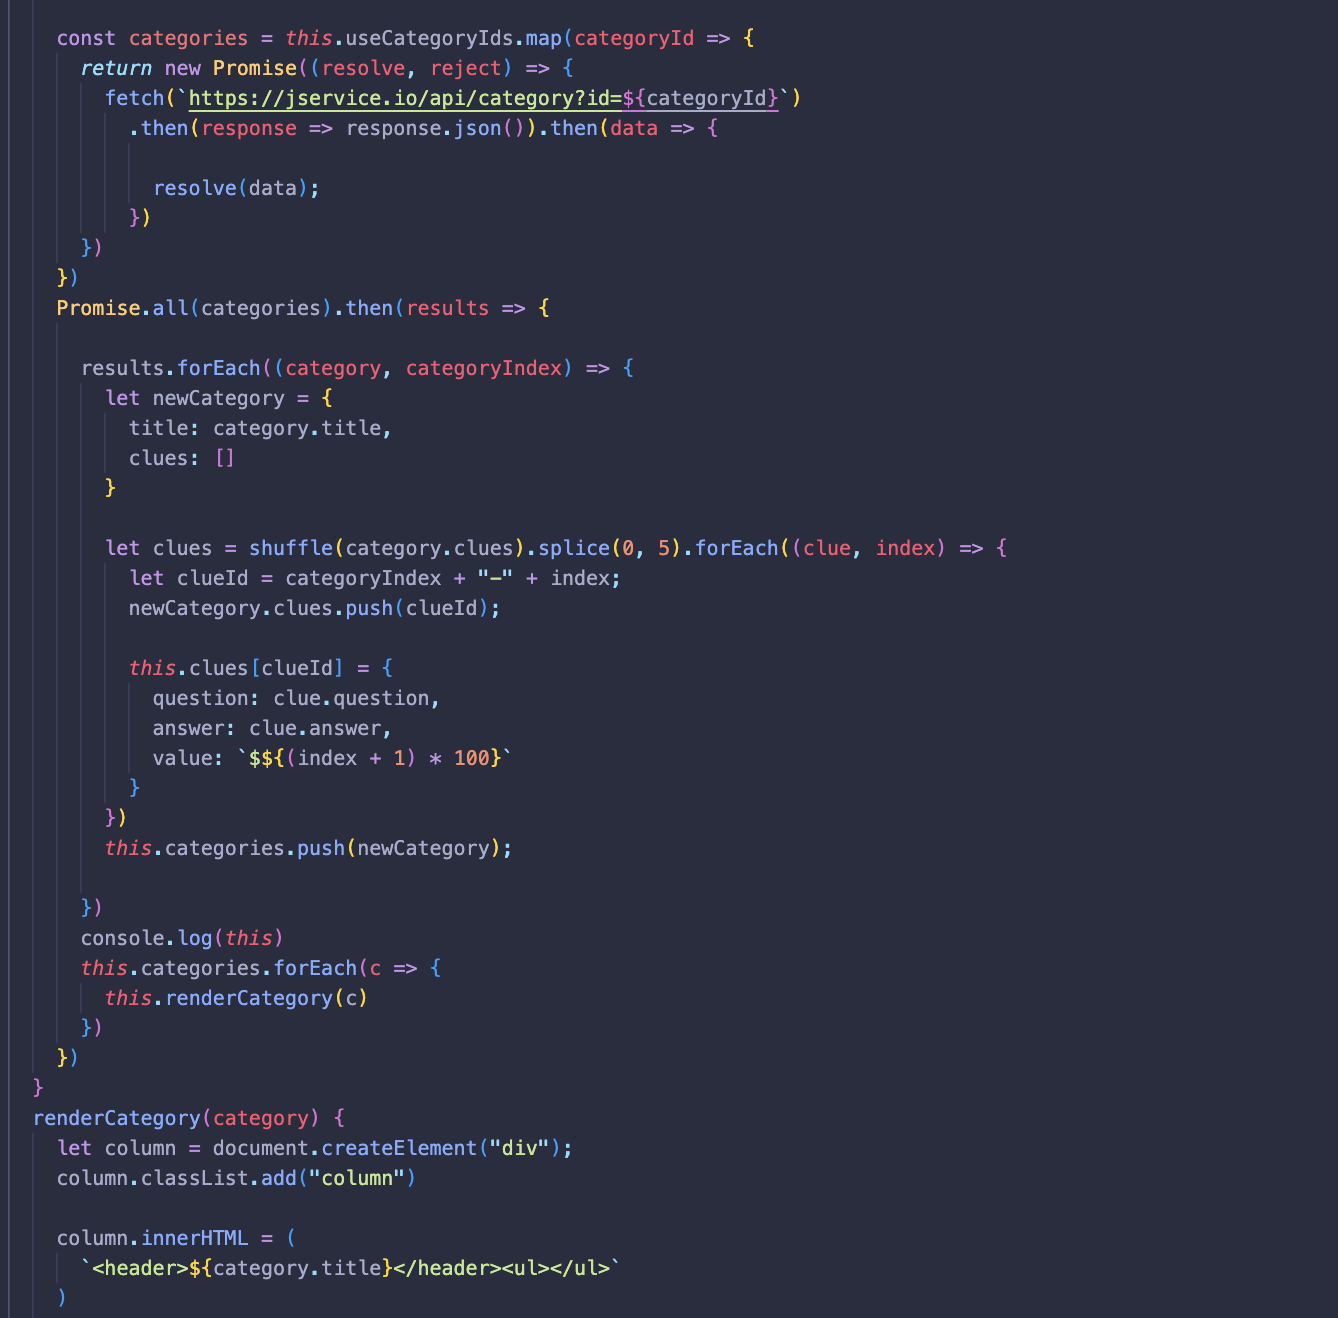 const categories = this.useCategoryIds.map(categoryId => {
return new Promise((resolve, reject) => {
fetch(`https://jservice.io/api/category?id=${categoryId}`)
.then(response => response.json()).then(data => {
resolve(data);
})
})
})
Promise.all(categories).then(results => {
results.forEach((category, categoryIndex) => {
let newCategory = {
title: category.title,
clues: []
}
let clues = shuffle(category.clues).splice(0, 5).forEach((clue, index) => {
let clueId = categoryIndex + "-" + index;
newCategory.clues.push(clueId);
this.clues[clueId] = {
question: clue.question,
answer: clue.answer,
value: `$${(index + 1) * 100}`
}
})
this.categories.push(newCategory);
})
console.log(this)
this.categories.forEach(c => {
this.renderCategory(c)
})
})
}
renderCategory(category) {
let column = document.createElement("div");
column.classList.add("column")
column.innerHTML = (
`<header>${category.title}</header><ul></ul>`
)